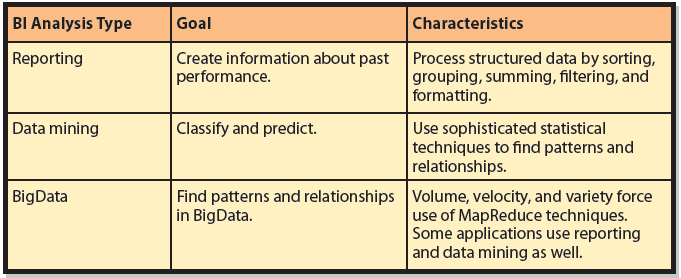 BI Analysis Type Goal Characteristics
Reporting
Create information about past
performance.
Process structured data by sorting,
grouping, summing, filtering, and
formatting.
Data mining
Classify and predict.
Use sophisticated statistical
techniques to find patterns and
relationships.
BigData
Find patterns and relationships
in BigData.
Volume, velocity, and variety force
use of MapReduce techniques.
Some applications use reporting
and data mining as well.